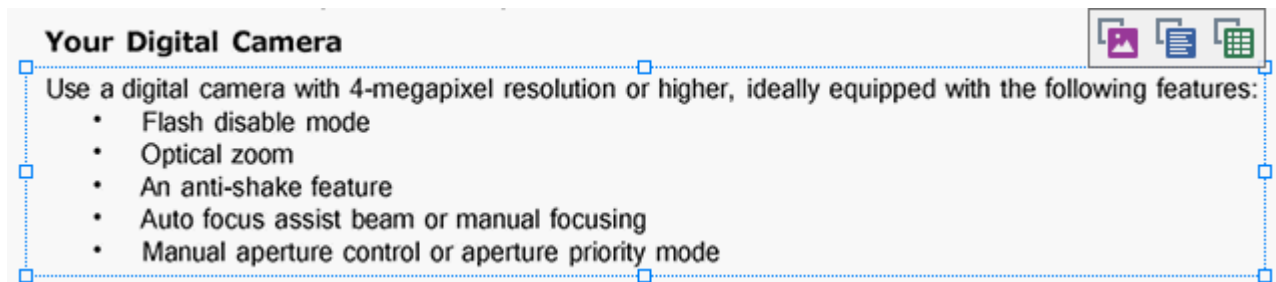 Your Digital Camera
Use a digital camera with 4-megapixel resolution or higher, ideally equipped with the following features:
• Flash disable mode
• Optical zoom
• An anti-shake feature
• Auto focus assist beam or manual focusing
• Manual aperture control or aperture priority mode